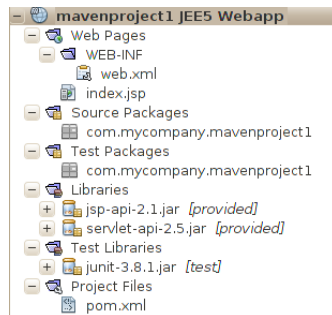 mavenproject1 JEE5 Webapp
Web Pages
WEB-INF
web.xml
index.jsp
Source Packages
com.mycompany.mavenproject1
Test Packages
com.mycompany.mavenproject1
Libraries
jsp-api-2.1.jar [provided]
servlet-api-2.5.jar [provided]
Test Libraries
junit-3.8.1.jar [test]
Project Files
pom.xml